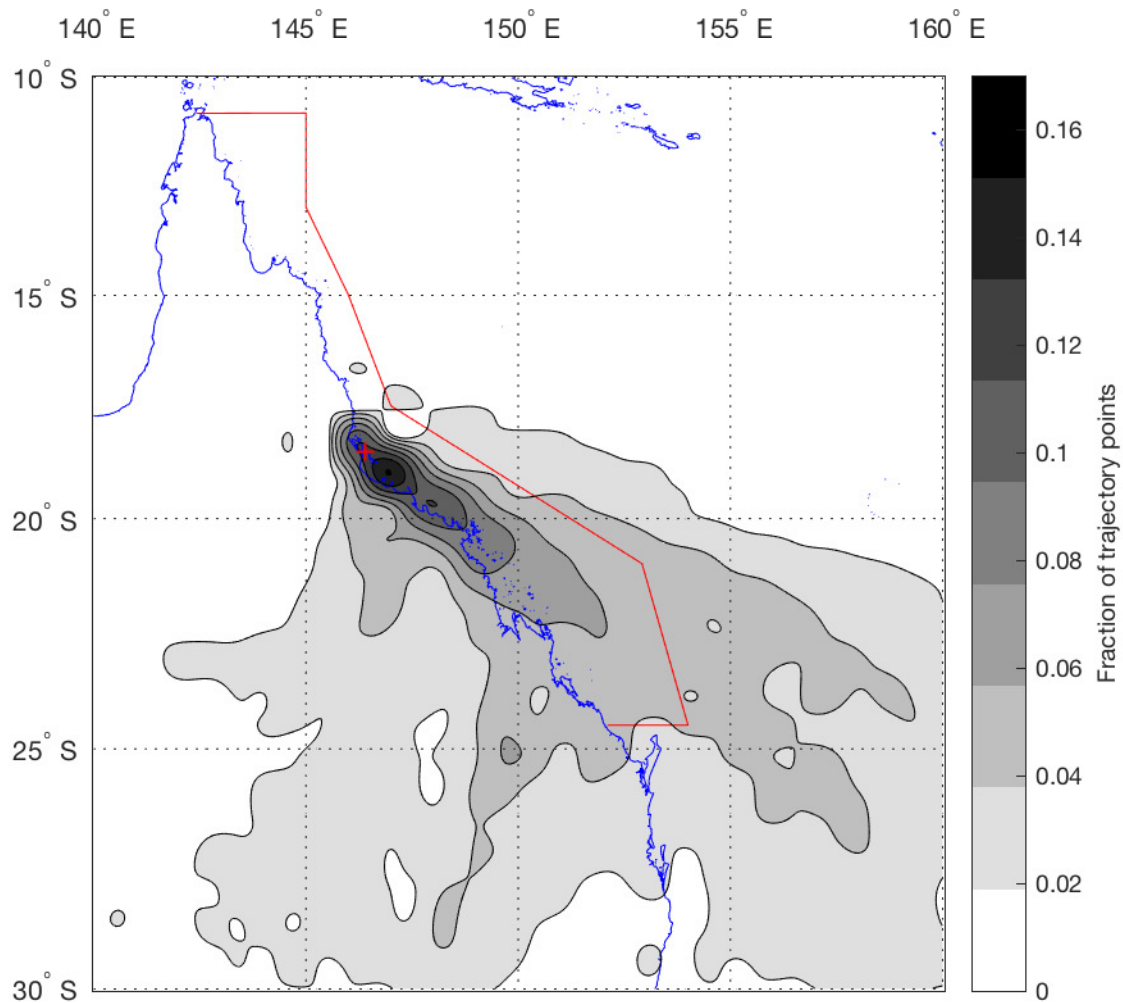 140° E 145° E 150° E 155° E 160° E
10° S
15° S
20° S
25° S
30° S
0.16
0.14
0.12
0.1
0.08
0.06
0.04
0.02
0
Fraction of trajectory points